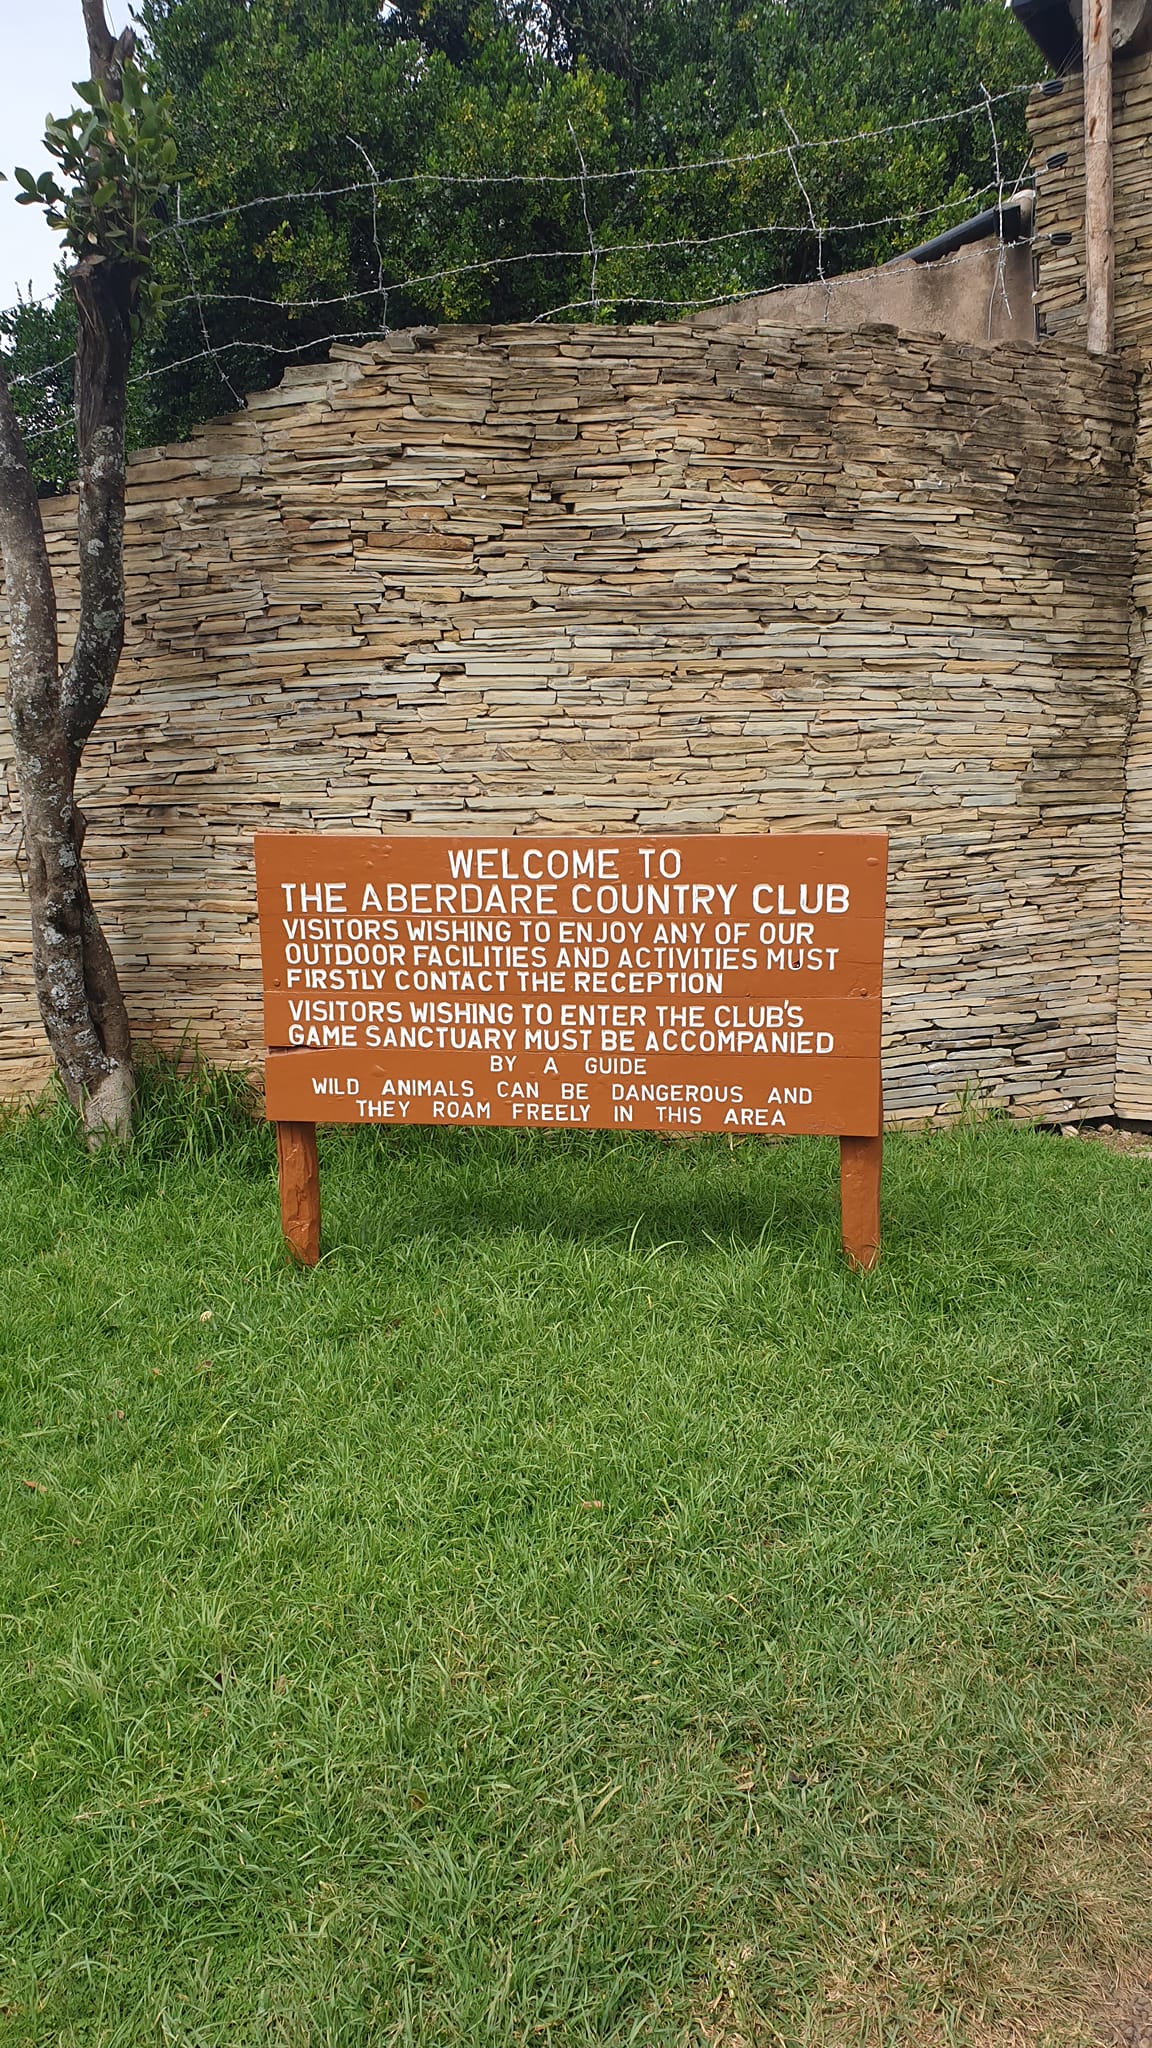 WELCOME TO
THE ABERDARE COUNTRY CLUB
VISITORS WISHING TO ENJOY ANY OF OUR
OUTDOOR FACILITIES AND ACTIVITIES MUST
FIRSTLY CONTACT THE RECEPTION
VISITORS WISHING TO ENTER THE CLUB'S
GAME SANCTUARY MUST BE ACCOMPANIED
BY A GUIDE
WILD ANIMALS CAN BE DANGEROUS AND
THEY ROAM FREELY IN THIS AREA